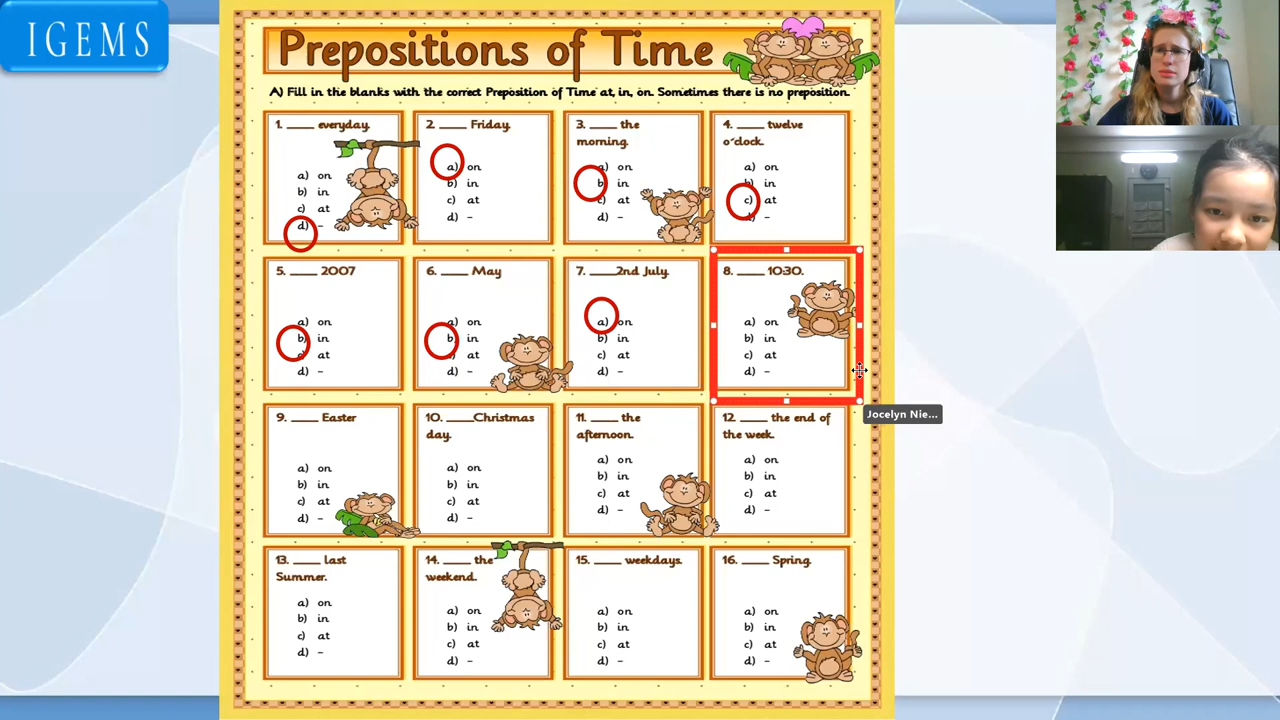 IGEMS
Prepositions of Time
A) Fill in the blanks with the correct Preposition of Time at, in, on. Sometimes there is no preposition.
1. ____ everyday.
a) on
b) in
c) at
d) -
2. ____ Friday.
a) on
b) in
c) at
d) -
3. ____ the
morning.
a) on
b) in
c) at
d) -
4. ____ twelve
o'clock.
a) on
b) in
c) at
d) -
5. ____ 2007
a) on
b) in
c) at
d) -
6. ____ May
a) on
b) in
c) at
d) -
7. ____2nd July.
a) on
b) in
c) at
d) -
8. ____ 10:30.
a) on
b) in
c) at
d) -
Jocelyn Nie...
9. ____ Easter
a) on
b) in
c) at
d) -
10. ____Christmas
day.
a) on
b) in
c) at
d) -
11. ____ the
afternoon.
a) on
b) in
c) at
d) -
12. ____ the end of
the week.
a) on
b) in
c) at
d) -
13. ____ last
Summer.
a) on
b) in
c) at
d) -
14. ____ the
weekend.
a) on
b) in
c) at
d) -
15. ____ weekdays.
a) on
b) in
c) at
d) -
16. ____ Spring.
a) on
b) in
c) at
d) -